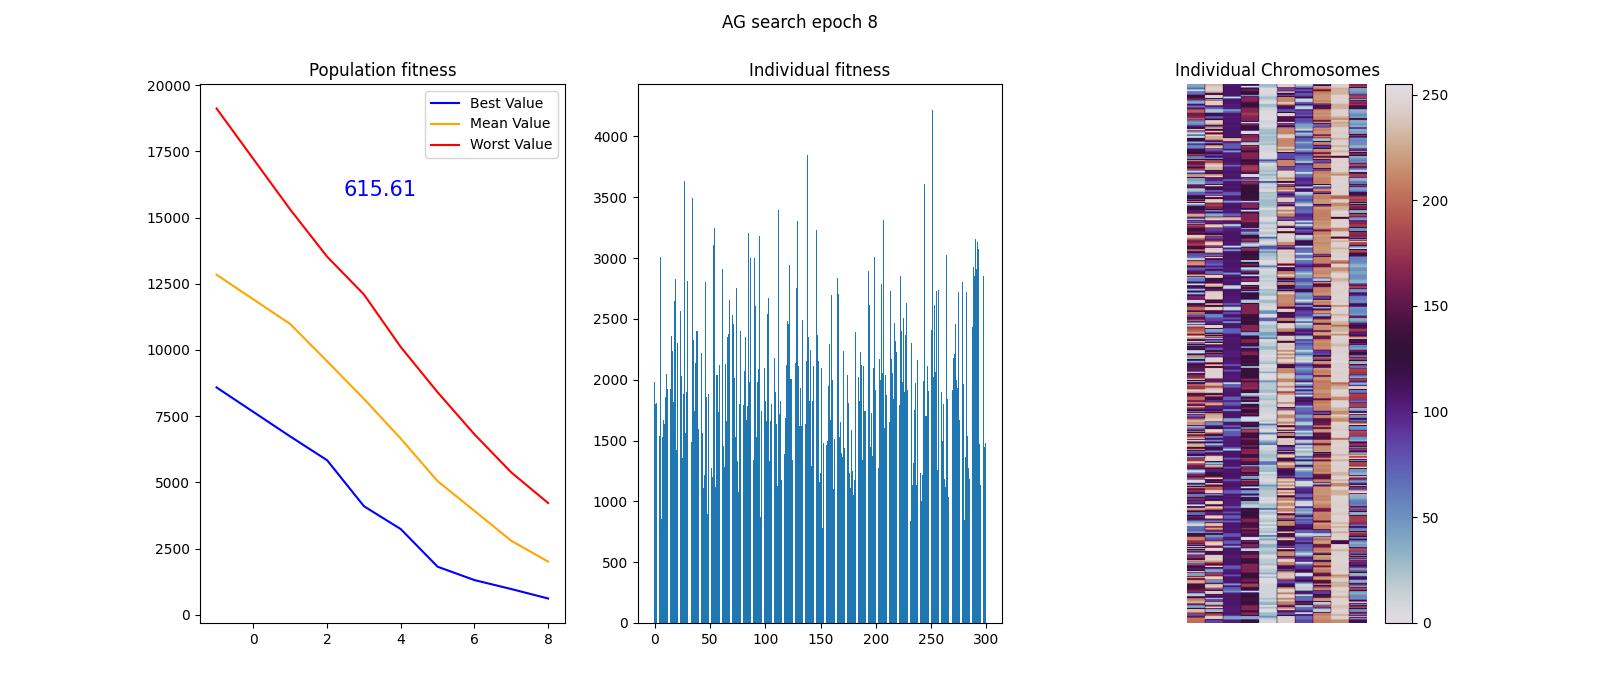 AG search epoch 8
Population fitness
20000
17500
15000
12500
10000
7500
5000
2500
0
0 2 4 6 8
Best Value
Mean Value
Worst Value
615.61
Individual fitness
4000
3500
3000
2500
2000
1500
1000
500
0
0 50 100 150 200 250 300
Individual Chromosomes
250
200
150
100
50
0